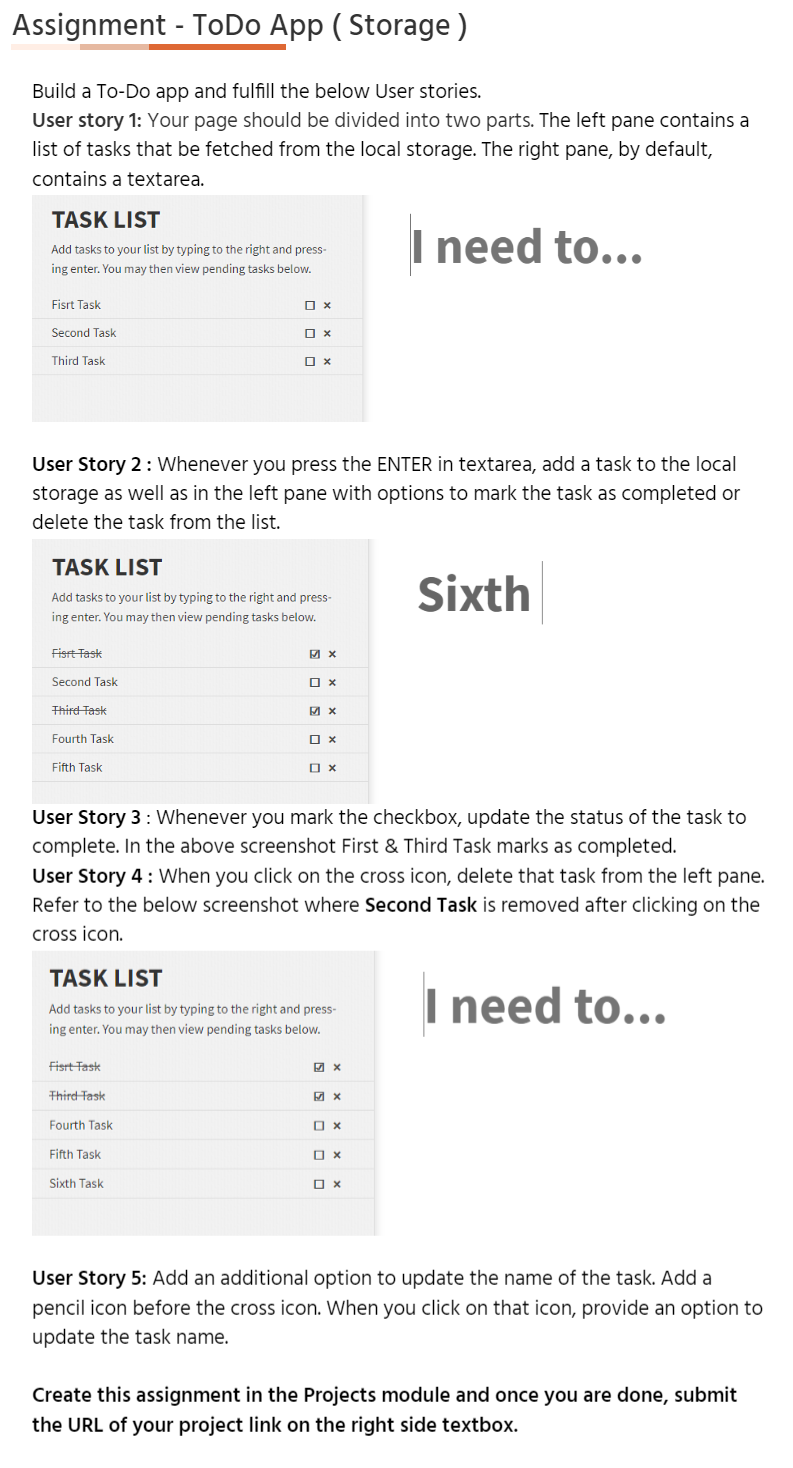 Assignment - ToDo App ( Storage )
Build a To-Do app and fulfill the below User stories.
User story 1: Your page should be divided into two parts. The left pane contains a
list of tasks that be fetched from the local storage. The right pane, by default,
contains a textarea.
TASK LIST
Add tasks to your list by typing to the right and press-
ing enter. You may then view pending tasks below.
Fisrt Task
Second Task
Third Task
I need to...
User Story 2 : Whenever you press the ENTER in textarea, add a task to the local
storage as well as in the left pane with options to mark the task as completed or
delete the task from the list.
TASK LIST
Add tasks to your list by typing to the right and press-
ing enter. You may then view pending tasks below.
Fisrt Task
Second Task
Third Task
Fourth Task
Fifth Task
Sixth
User Story 3 : Whenever you mark the checkbox, update the status of the task to
complete. In the above screenshot First & Third Task marks as completed.
User Story 4 : When you click on the cross icon, delete that task from the left pane.
Refer to the below screenshot where Second Task is removed after clicking on the
cross icon.
TASK LIST
Add tasks to your list by typing to the right and press-
ing enter. You may then view pending tasks below.
Fisrt Task
Third Task
Fourth Task
Fifth Task
Sixth Task
I need to...
User Story 5: Add an additional option to update the name of the task. Add a
pencil icon before the cross icon. When you click on that icon, provide an option to
update the task name.
Create this assignment in the Projects module and once you are done, submit
the URL of your project link on the right side textbox.